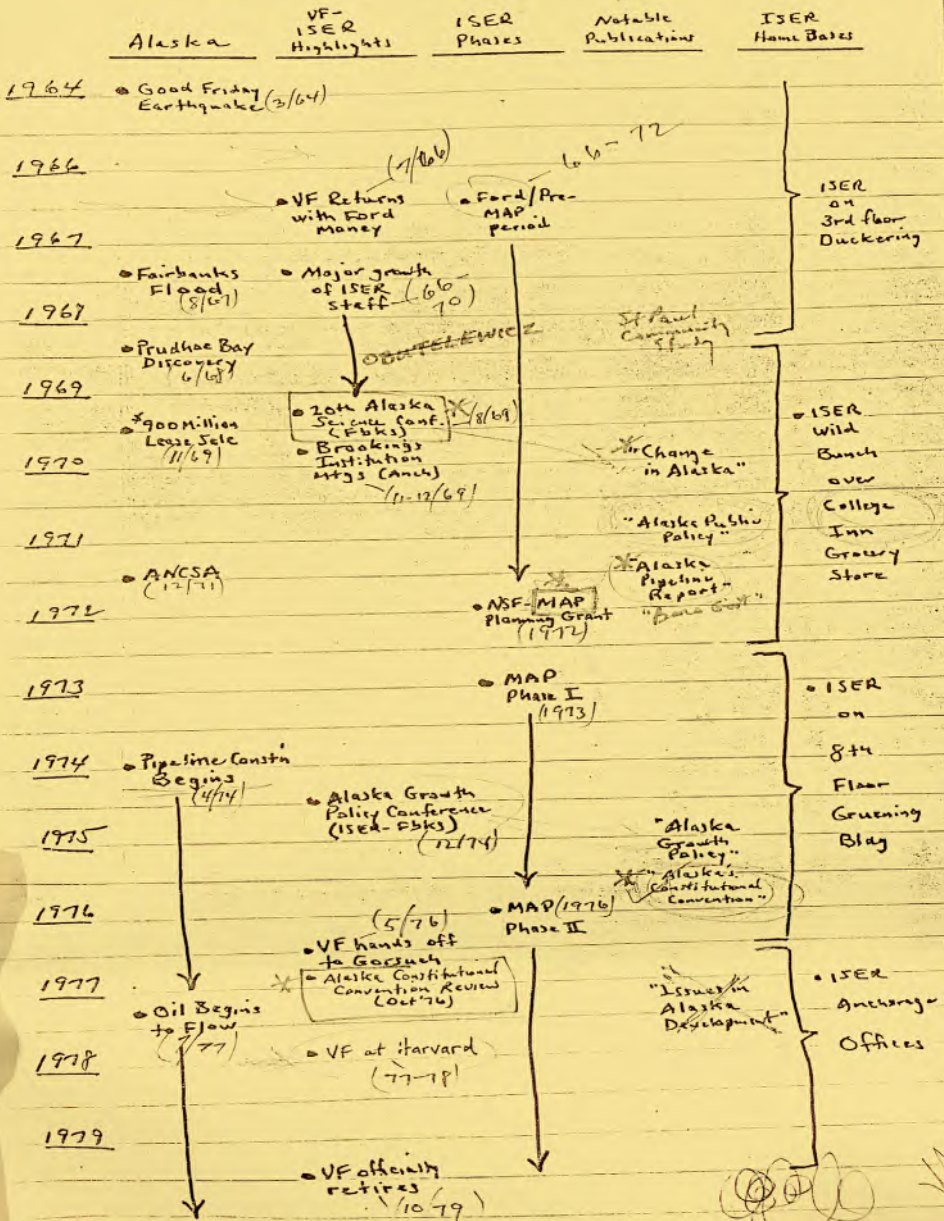 Alaska
VF-
ISER
Highlights
ISER
Phases
Notable
Publications
ISER
Home Bases
1964
• Good Friday
Earthquake (3/64)
1966
(7/66)
66-72
• VF Returns
with Ford
Money
• Ford/Pre-
MAP
period
ISER
on
3rd floor
Duckering
1967
• Fairbanks
Flood
(8/67)
• Major growth
of ISER
staff (66-
70)
1968
OBUTELEWICZ
St Paul
Community
Study
• Prudhoe Bay
Discovery
6/68
1969
• $900 Million
Lease Sale
(11/69)
• 20th Alaska
Science Conf.
(Fbks)
(8/69)
• Brookings
Institution
Mtgs (Anch)
(11-12/69)
• ISER
Wild
Bunch
over
College
Inn
Grocery
Store
1970
"Change
in Alaska"
1971
"Alaska Public
Policy"
• ANCSA
(12/71)
"Alaska
Pipeline
Report"
1972
• NSF-MAP
Planning Grant
(1972)
1973
• MAP
Phase I
(1973)
• ISER
on
8th
Floor
Gruening
Bldg
1974
• Pipeline Constn
Begins
(4/74)
• Alaska Growth
Policy Conference
(ISER-Fbks)
(12/74)
1975
"Alaska
Growth
Policy"
"Alaska's
Constitutional
Convention"
1976
• MAP (1976)
Phase II
(5/76)
• VF hands off
to Gorsuch
1977
• Alaska Constitutional
Convention Review
(Oct '76)
"Issues in
Alaska
Development"
• ISER
Anchorage
Offices
• Oil Begins
to Flow
(7/77)
1978
• VF at Harvard
(77-78)
1979
• VF officially
retires
(10/79)